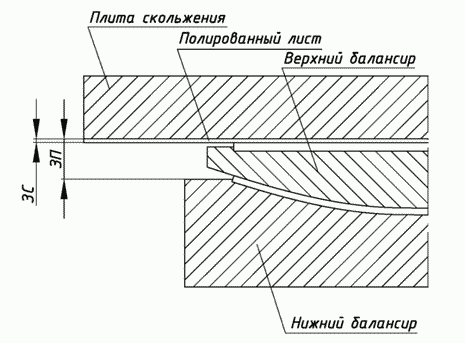 Плита скольжения
Полированный лист
Верхний балансир
ЗС
ЗП
Нижний балансир